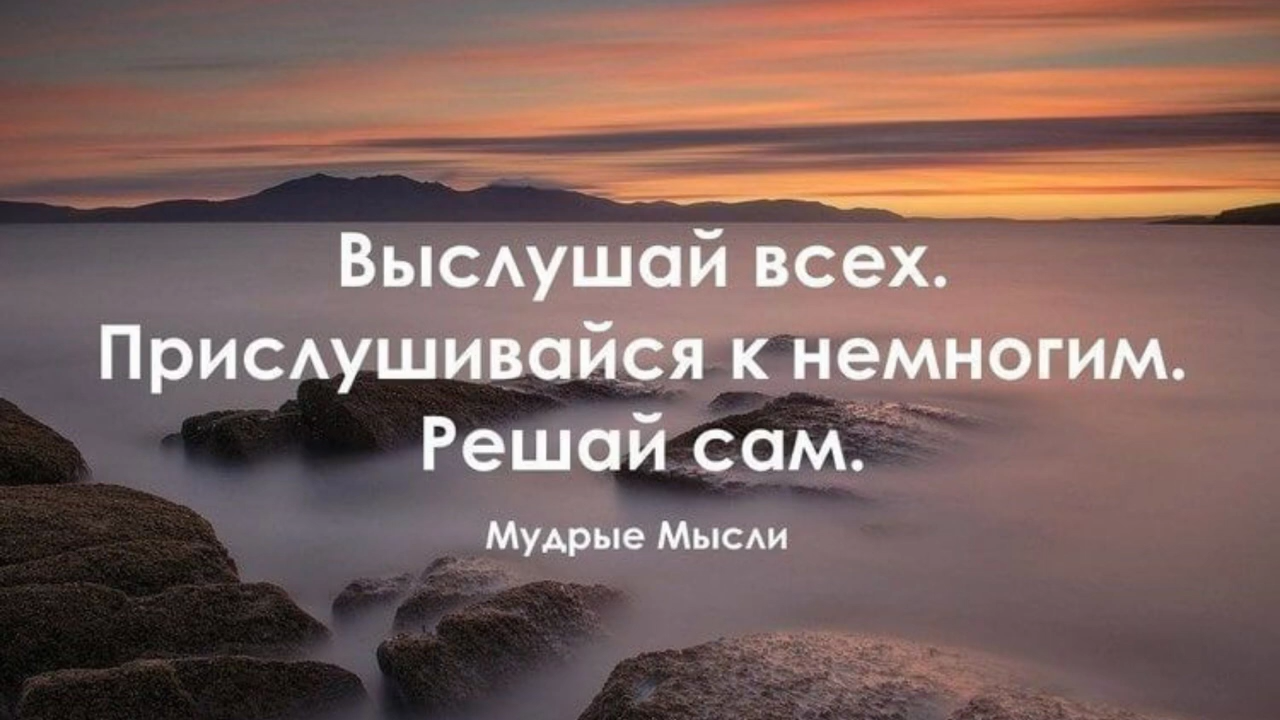 Выслушай всех.
Прислушивайся к немногим.
Решай сам.
Мудрые Мысли